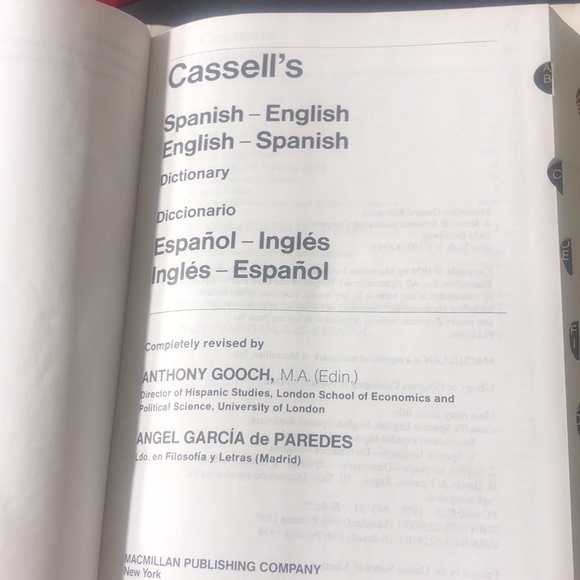 Cassell's
Spanish – English
English – Spanish
Dictionary
Diccionario
Español – Inglés
Inglés – Español
Completely revised by
ANTHONY GOOCH, M.A. (Edin.)
Director of Hispanic Studies, London School of Economics and
Political Science, University of London
ANGEL GARCÍA de PAREDES
Ldo. en Filosofía y Letras (Madrid)
MACMILLAN PUBLISHING COMPANY
New York
A
B
C